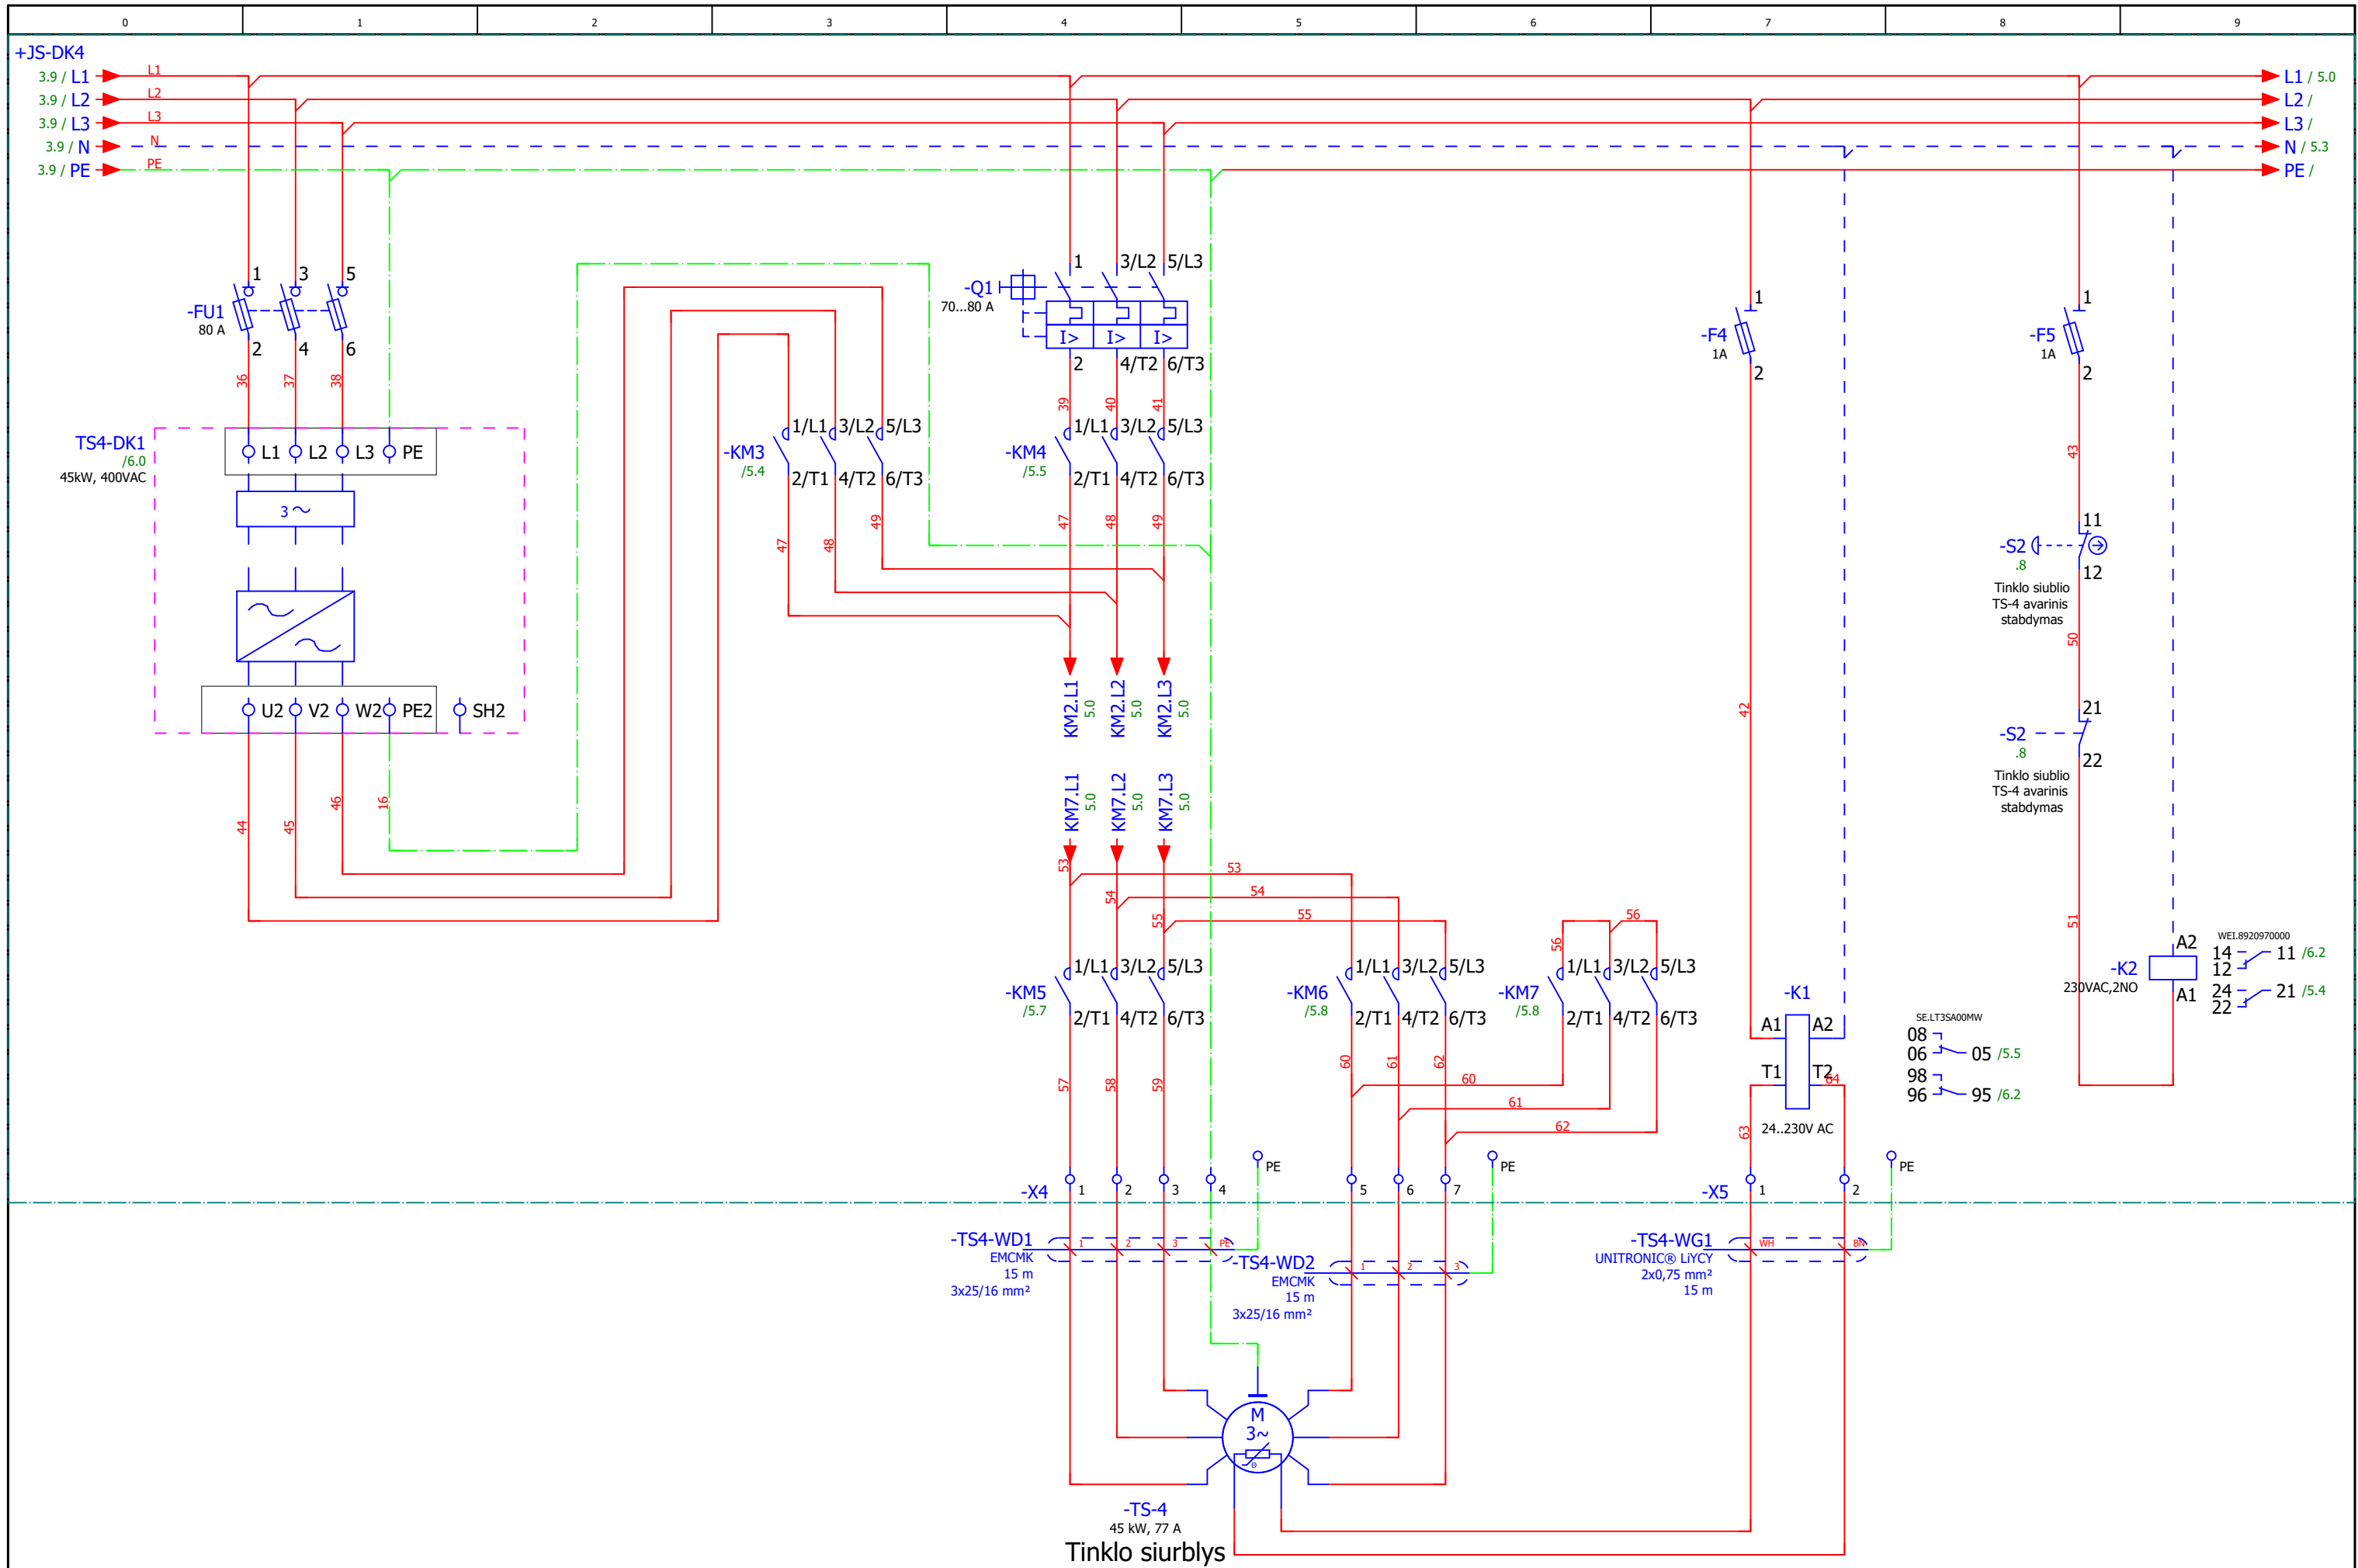 0 1 2 3 4 5 6 7 8 9
+JS-DK4
3.9 / L1 L1 L1 / 5.0
3.9 / L2 L2 L2 /
3.9 / L3 L3 L3 /
3.9 / N N N / 5.3
3.9 / PE PE PE /
-FU1
80 A
1 3 5
2 4 6
36 37 38
TS4-DK1
/6.0
45kW, 400VAC
L1 L2 L3 PE
3
U2 V2 W2 PE2 SH2
44 45 46 16
-KM3
/5.4
1/L1 3/L2 5/L3
2/T1 4/T2 6/T3
47 48 49
-Q1
70...80 A
1 3/L2 5/L3
I> I> I>
2 4/T2 6/T3
39 40 41
-KM4
/5.5
1/L1 3/L2 5/L3
2/T1 4/T2 6/T3
47 48 49
KM2.L1 5.0
KM2.L2 5.0
KM2.L3 5.0
KM7.L1 5.0
KM7.L2 5.0
KM7.L3 5.0
53 54 55
53
54
55
-KM5
/5.7
1/L1 3/L2 5/L3
2/T1 4/T2 6/T3
57 58 59
-KM6
/5.8
1/L1 3/L2 5/L3
2/T1 4/T2 6/T3
60 61 62
56 56
-KM7
/5.8
1/L1 3/L2 5/L3
2/T1 4/T2 6/T3
60
61
62
-F4
1A
1
2
42
-K1
A1 A2
T1 T2
24..230V AC
63 64
-F5
1A
1
2
43
-S2
.8
11
12
Tinklo siublio
TS-4 avarinis
stabdymas
50
-S2
.8
21
22
Tinklo siublio
TS-4 avarinis
stabdymas
51
-K2
230VAC,2NO
A2
A1
WEI.8920970000
14 11 /6.2
12
24 21 /5.4
22
SE.LT3SA00MW
08
06 05 /5.5
98
96 95 /6.2
-X4 1 2 3 4 PE 5 6 7 PE
-X5 1 2 PE
-TS4-WD1
EMCMK
15 m
3x25/16 mm²
1 2 3 PE
-TS4-WD2
EMCMK
15 m
3x25/16 mm²
1 2 3
-TS4-WG1
UNITRONIC® LiYCY
2x0,75 mm²
15 m
WH BN
M
3~
Θ
-TS-4
45 kW, 77 A
Tinklo siurblys